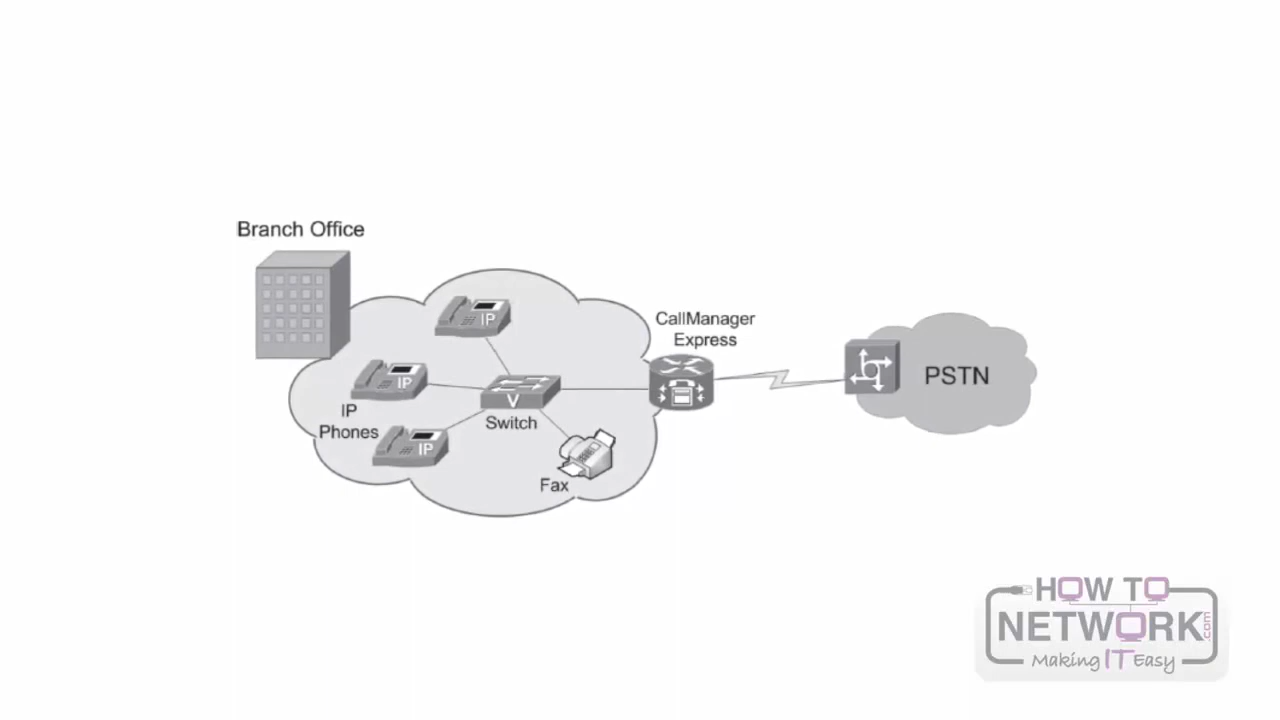 Branch Office
IP
CallManager
Express
IP
IP
Phones
IP
V
Switch
Fax
PSTN
HOW TO
NETWORK.com
Making IT Easy